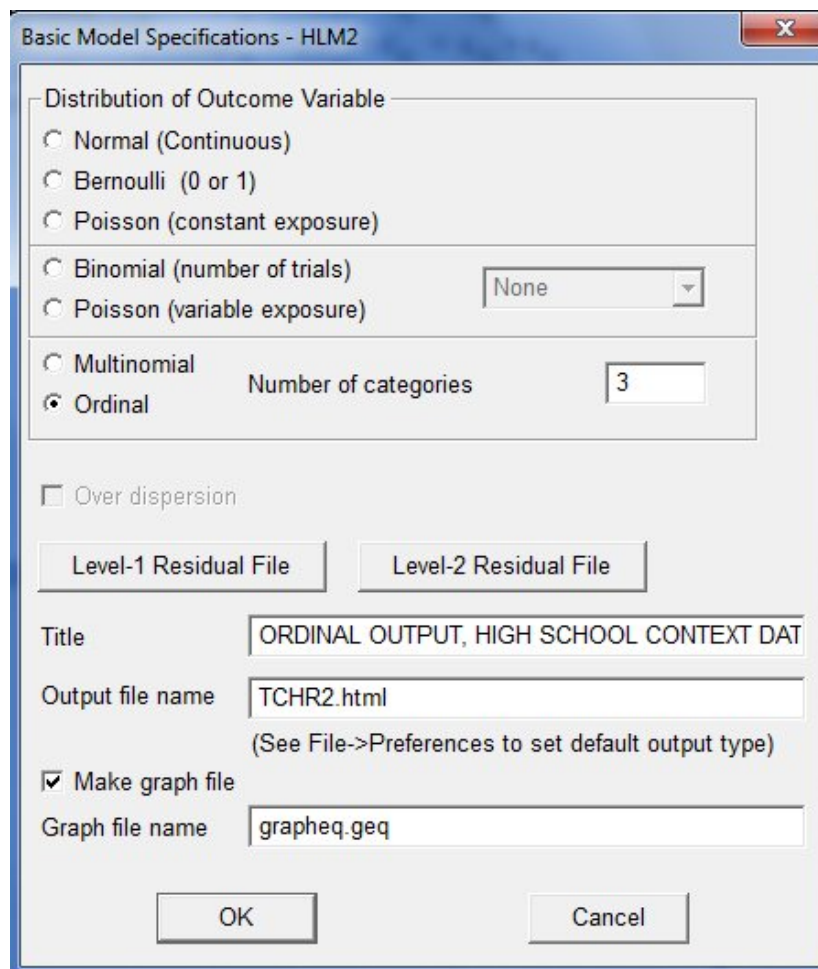 Basic Model Specifications - HLM2
Distribution of Outcome Variable
Normal (Continuous)
Bernoulli (0 or 1)
Poisson (constant exposure)
Binomial (number of trials)
None
Poisson (variable exposure)
Multinomial
Number of categories
3
Ordinal
Over dispersion
Level-1 Residual File
Level-2 Residual File
Title
ORDINAL OUTPUT, HIGH SCHOOL CONTEXT DAT
Output file name
TCHR2.html
(See File->Preferences to set default output type)
Make graph file
Graph file name
grapheq.geq
OK
Cancel